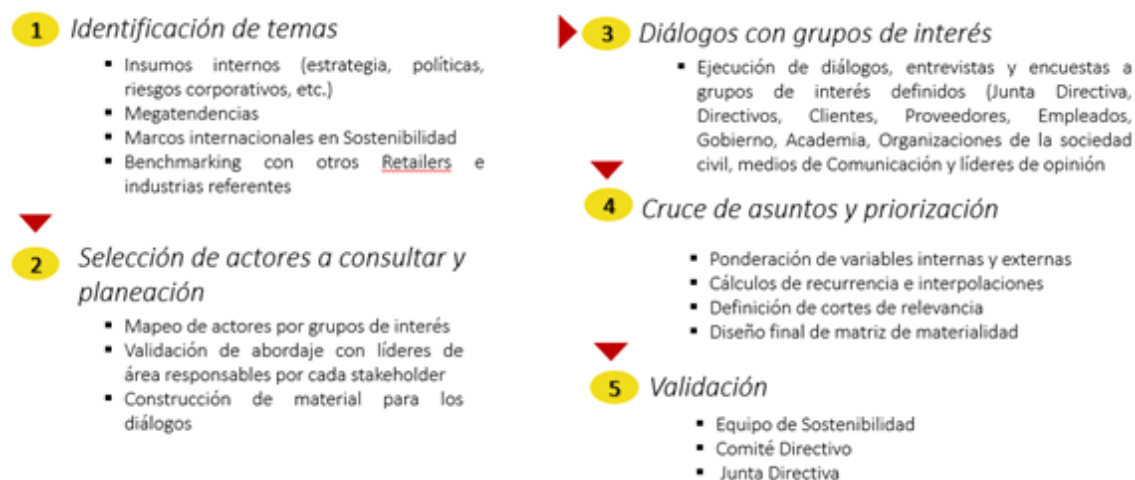 1 Identificación de temas
▪ Insumos internos (estrategia, políticas,
riesgos corporativos, etc.)
▪ Megatendencias
▪ Marcos internacionales en Sostenibilidad
▪ Benchmarking con otros Retailers e
industrias referentes
2 Selección de actores a consultar y
planeación
▪ Mapeo de actores por grupos de interés
▪ Validación de abordaje con líderes de
área responsables por cada stakeholder
▪ Construcción de material para los
diálogos
3 Diálogos con grupos de interés
▪ Ejecución de diálogos, entrevistas y encuestas a
grupos de interés definidos (Junta Directiva,
Directivos, Clientes, Proveedores, Empleados,
Gobierno, Academia, Organizaciones de la sociedad
civil, medios de Comunicación y líderes de opinión
4 Cruce de asuntos y priorización
▪ Ponderación de variables internas y externas
▪ Cálculos de recurrencia e interpolaciones
▪ Definición de cortes de relevancia
▪ Diseño final de matriz de materialidad
5 Validación
▪ Equipo de Sostenibilidad
▪ Comité Directivo
▪ Junta Directiva